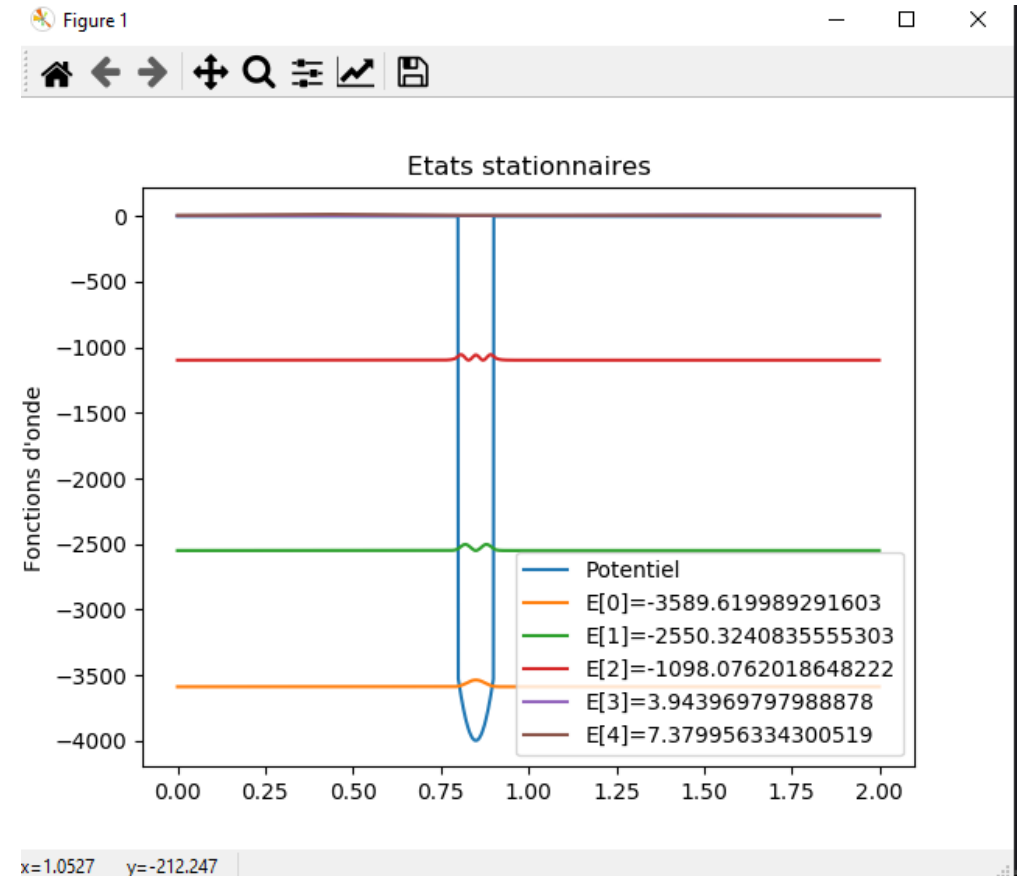 Figure 1
Etats stationnaires
Fonctions d'onde
0
−500
−1000
−1500
−2000
−2500
−3000
−3500
−4000
Potentiel
E[0]=-3589.619989291603
E[1]=-2550.3240835555303
E[2]=-1098.0762018648222
E[3]=3.943969797988878
E[4]=7.379956334300519
0.00 0.25 0.50 0.75 1.00 1.25 1.50 1.75 2.00
x=1.0527 y=-212.247